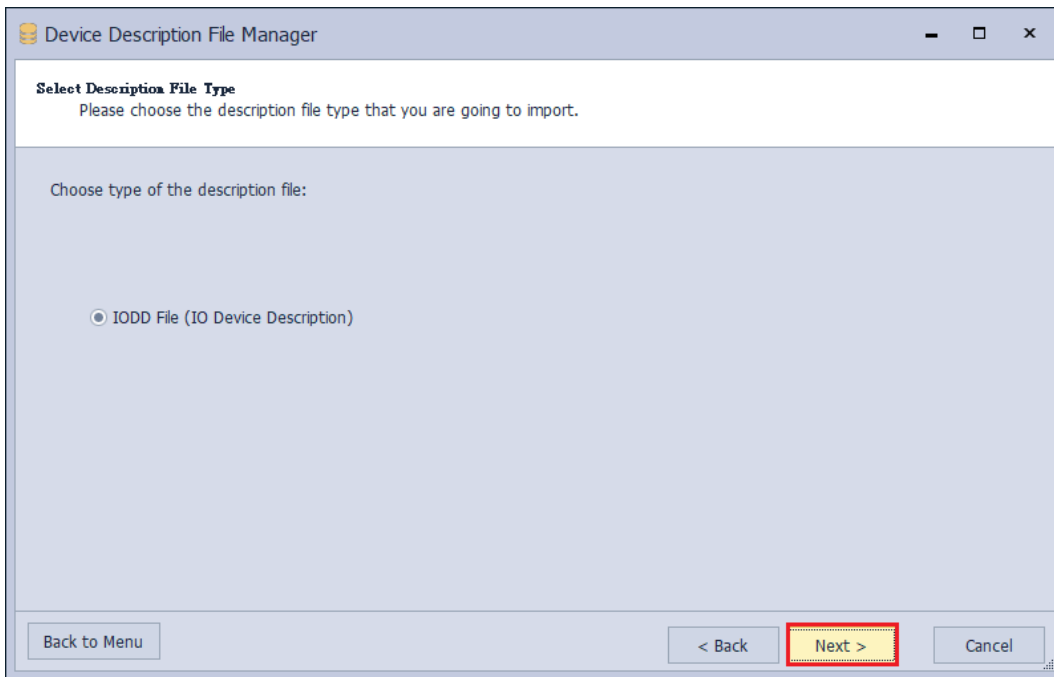 Device Description File Manager
Select Description File Type
Please choose the description file type that you are going to import.
Choose type of the description file:
IODD File (IO Device Description)
Back to Menu
< Back
Next >
Cancel